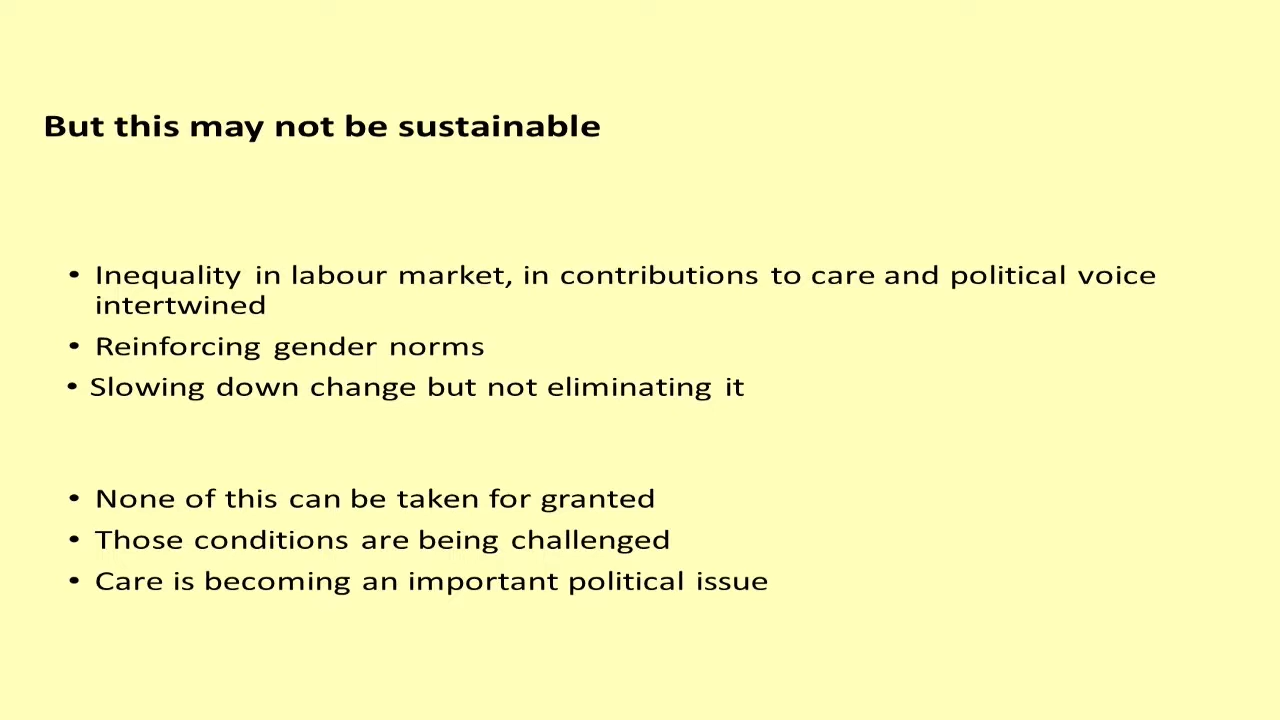 But this may not be sustainable
• Inequality in labour market, in contributions to care and political voice
intertwined
• Reinforcing gender norms
• Slowing down change but not eliminating it
• None of this can be taken for granted
• Those conditions are being challenged
• Care is becoming an important political issue